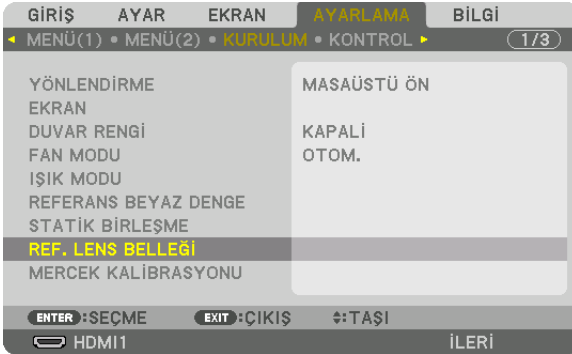 GİRİŞ AYAR EKRAN AYARLAMA BİLGİ
MENÜ(1) • MENÜ(2) • KURULUM • KONTROL 1/3
YÖNLENDİRME MASAÜSTÜ ÖN
EKRAN
DUVAR RENGİ KAPALI
FAN MODU OTOM.
IŞIK MODU
REFERANS BEYAZ DENGE
STATİK BİRLEŞME
REF. LENS BELLEĞİ
MERCEK KALİBRASYONU
ENTER :SEÇME EXIT :ÇIKIŞ :TAŞI
HDMI1 İLERİ